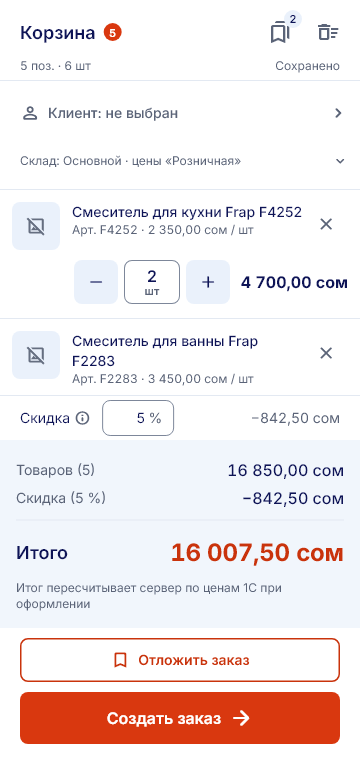 Корзина 5
2
5 поз. · 6 шт
Сохранено
Клиент: не выбран
Склад: Основной · цены «Розничная»
Смеситель для кухни Frap F4252
Арт. F4252 · 2 350,00 сом / шт
− 2 шт + 4 700,00 сом
Смеситель для ванны Frap
F2283
Арт. F2283 · 3 450,00 сом / шт
Скидка 5 % −842,50 сом
Товаров (5) 16 850,00 сом
Скидка (5 %) −842,50 сом
Итого 16 007,50 сом
Итог пересчитывает сервер по ценам 1С при
оформлении
Отложить заказ
Создать заказ